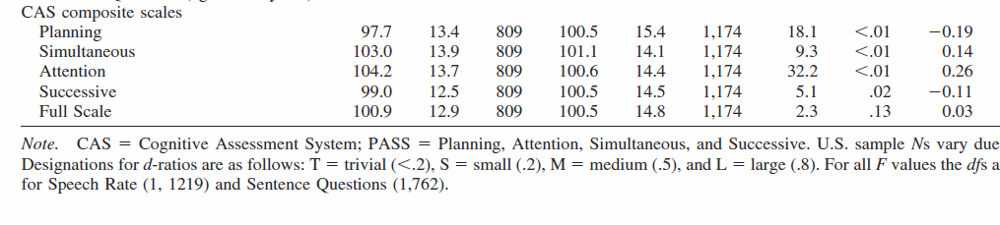 CAS composite scales
Planning 97.7 13.4 809 100.5 15.4 1,174 18.1 <.01 −0.19
Simultaneous 103.0 13.9 809 101.1 14.1 1,174 9.3 <.01 0.14
Attention 104.2 13.7 809 100.6 14.4 1,174 32.2 <.01 0.26
Successive 99.0 12.5 809 100.5 14.5 1,174 5.1 .02 −0.11
Full Scale 100.9 12.9 809 100.5 14.8 1,174 2.3 .13 0.03
Note. CAS = Cognitive Assessment System; PASS = Planning, Attention, Simultaneous, and Successive. U.S. sample Ns vary due
Designations for d-ratios are as follows: T = trivial (<.2), S = small (.2), M = medium (.5), and L = large (.8). For all F values the dfs a
for Speech Rate (1, 1219) and Sentence Questions (1,762).